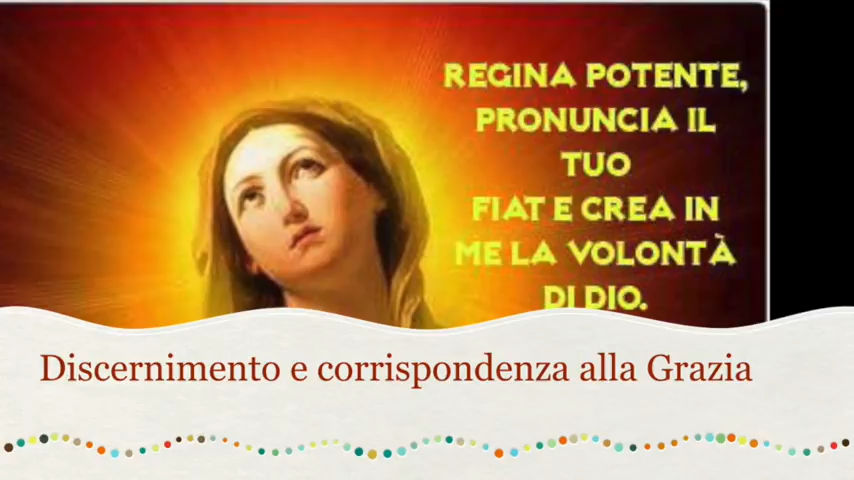 REGINA POTENTE,
PRONUNCIA IL
TUO
FIAT E CREA IN
ME LA VOLONTÀ
DI DIO.
Discernimento e corrispondenza alla Grazia